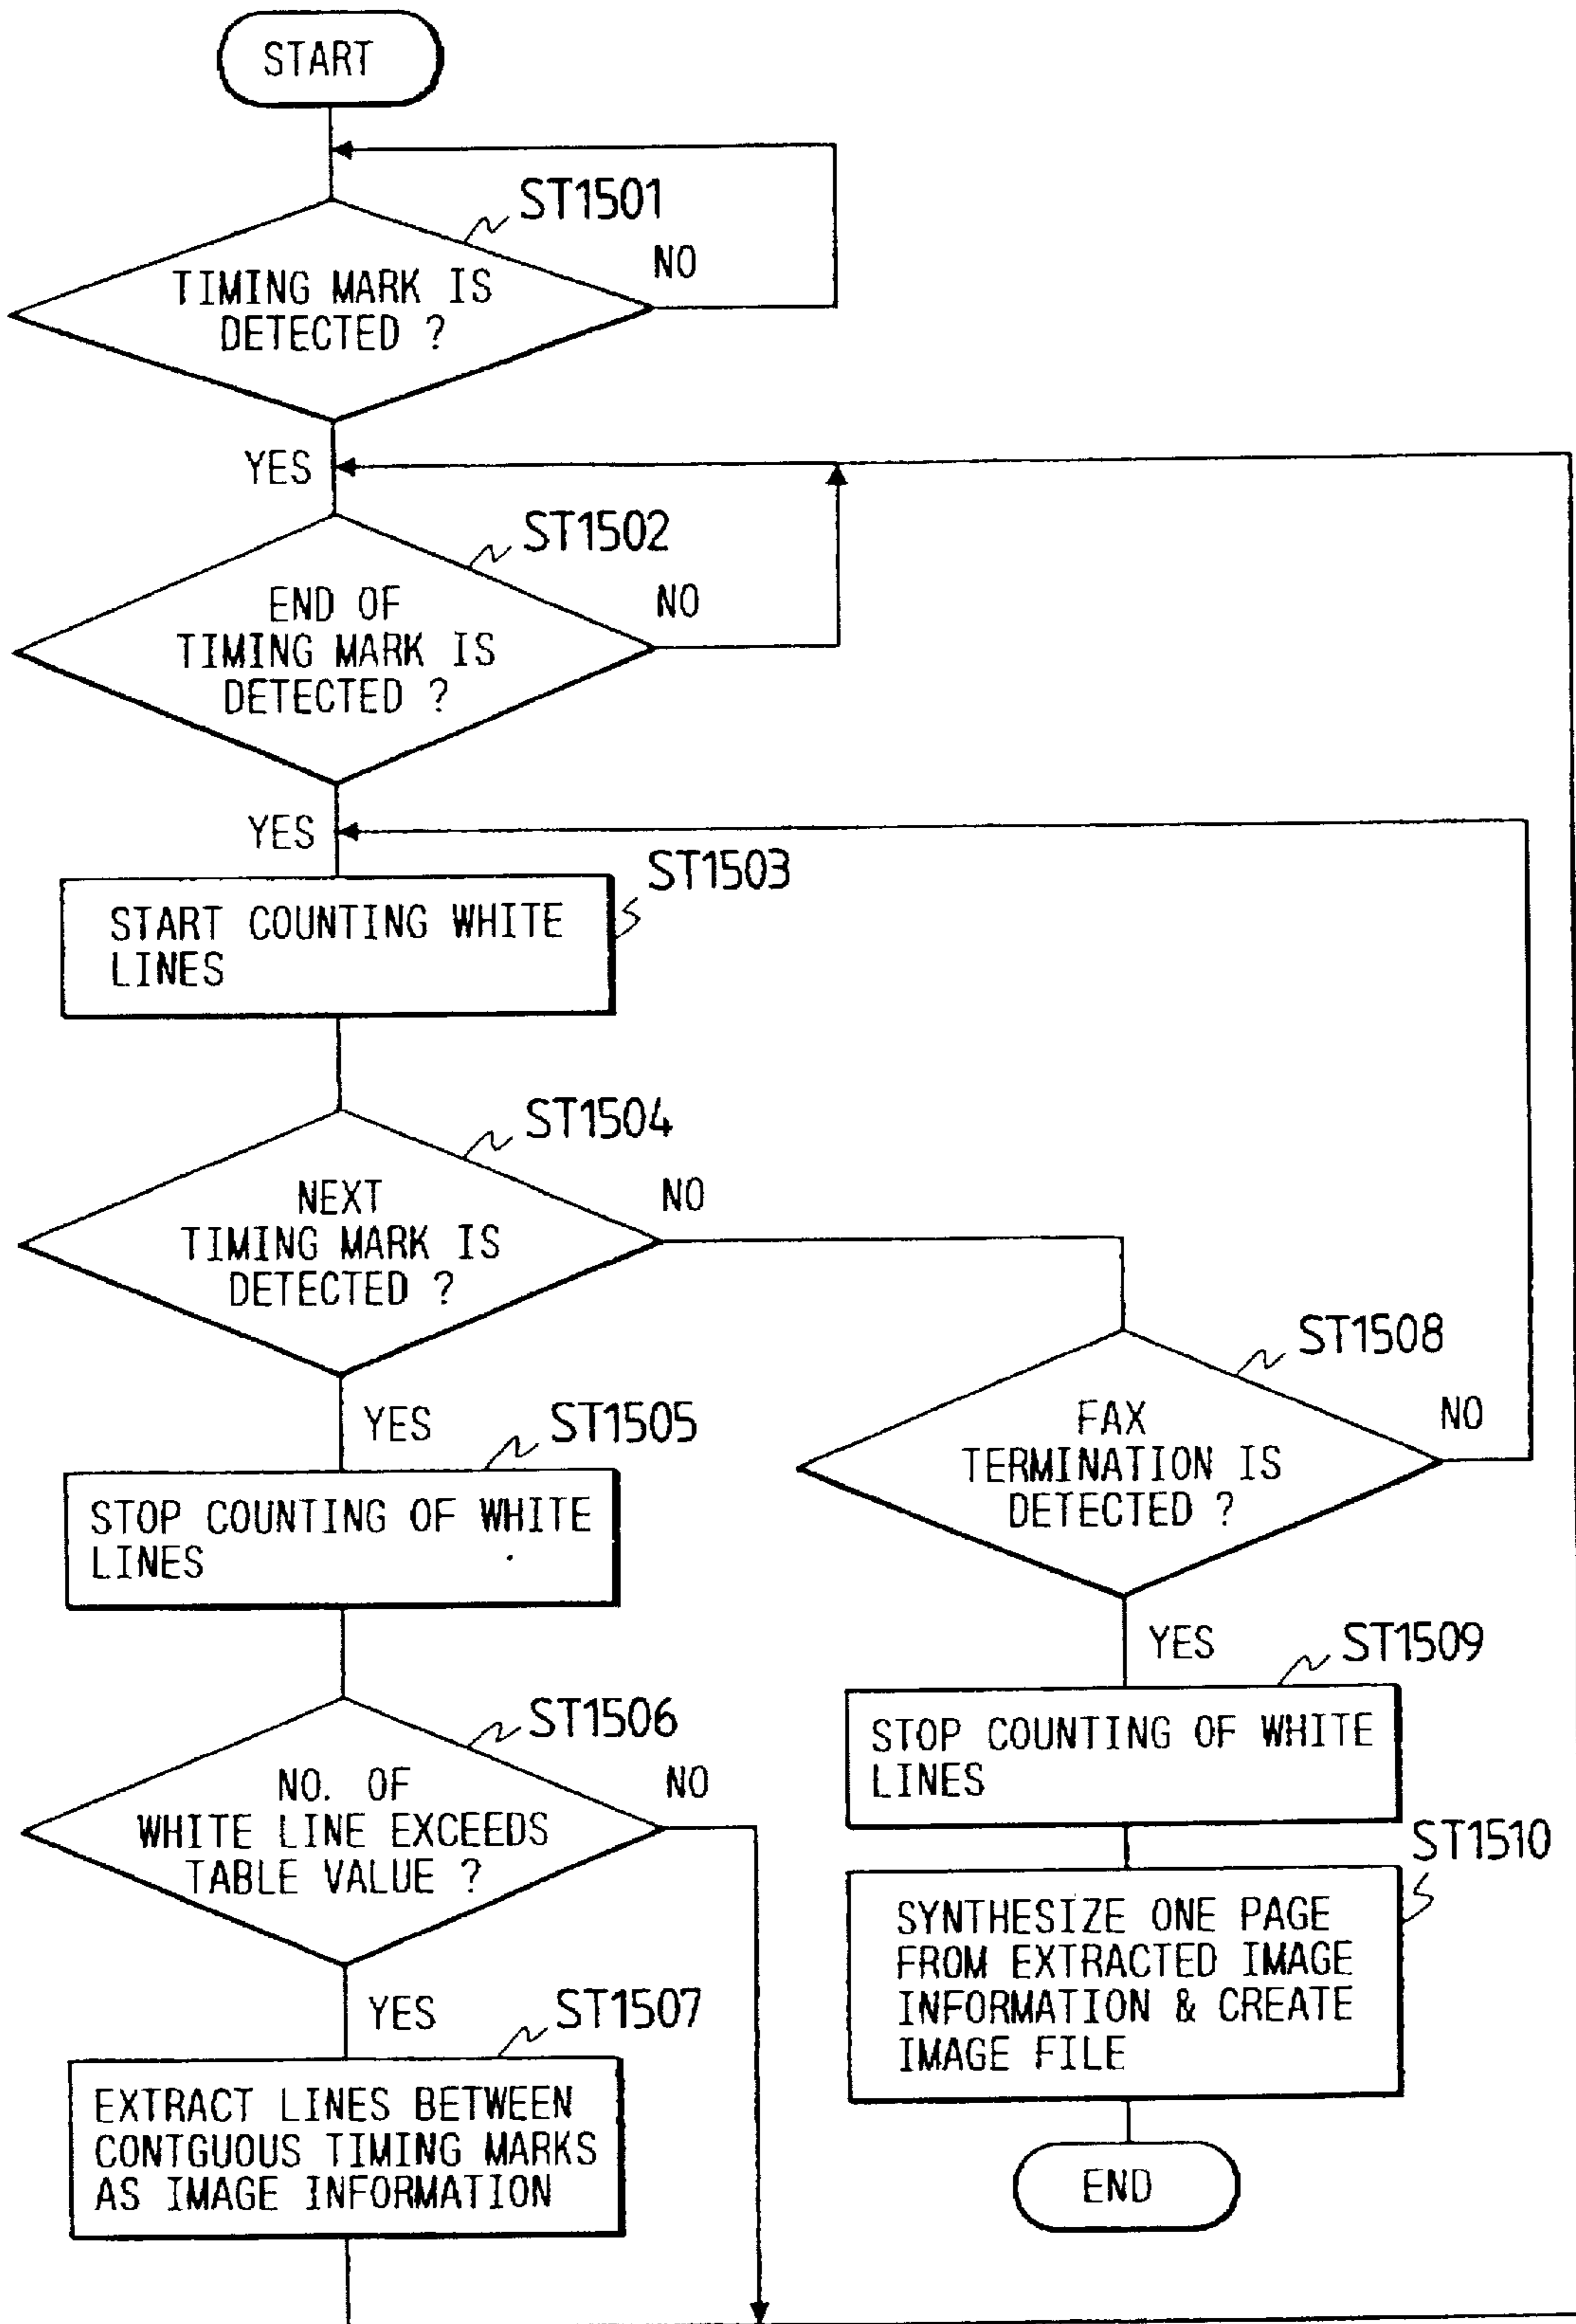 START
ST1501
NO
TIMING MARK IS
DETECTED ?
YES
ST1502
NO
END OF
TIMING MARK IS
DETECTED ?
YES
ST1503
START COUNTING WHITE
LINES
ST1504
NO
NEXT
TIMING MARK IS
DETECTED ?
YES
ST1505
STOP COUNTING OF WHITE
LINES
ST1506
NO
NO. OF
WHITE LINE EXCEEDS
TABLE VALUE ?
YES
ST1507
EXTRACT LINES BETWEEN
CONTGUOUS TIMING MARKS
AS IMAGE INFORMATION
ST1508
NO
FAX
TERMINATION IS
DETECTED ?
YES
ST1509
STOP COUNTING OF WHITE
LINES
ST1510
SYNTHESIZE ONE PAGE
FROM EXTRACTED IMAGE
INFORMATION & CREATE
IMAGE FILE
END